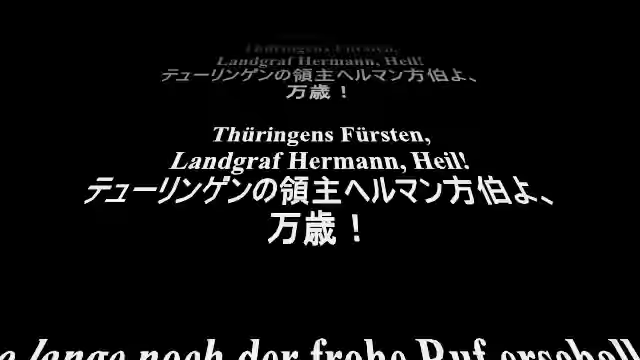 Thüringens Fürsten,
Landgraf Hermann, Heil!
テューリンゲンの領主ヘルマン方伯よ、
万歳！
Thüringens Fürsten,
Landgraf Hermann, Heil!
テューリンゲンの領主ヘルマン方伯よ、
万歳！
lange noch der frohe Ruf